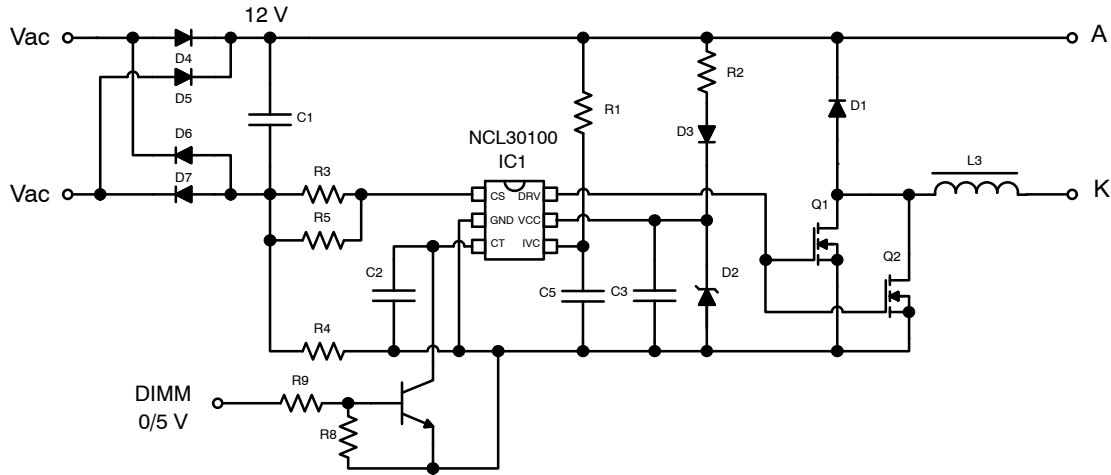 12 V
Vac
A
D4
D5
R2
C1
R1
D3
D1
D6
NCL30100
IC1
L3
Vac
D7
R3
CS
DRV
Q1
K
GND
VCC
R5
CT
IVC
Q2
C2
C5
C3
D2
R4
DIMM
0/5 V
R9
R8